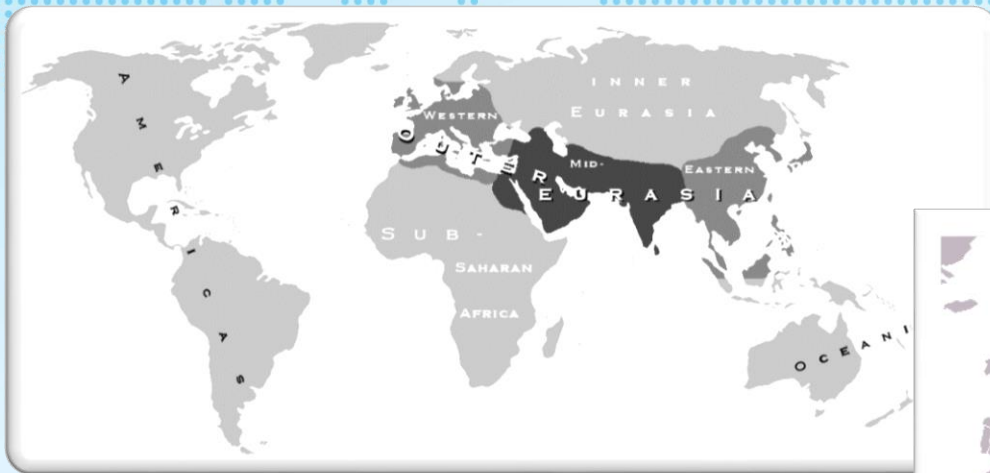 AMERICAS
INNER
EURASIA
WESTERN
OUTER
MID-
EASTERN
EURASIA
SUB-
SAHARAN
AFRICA
OCEANI